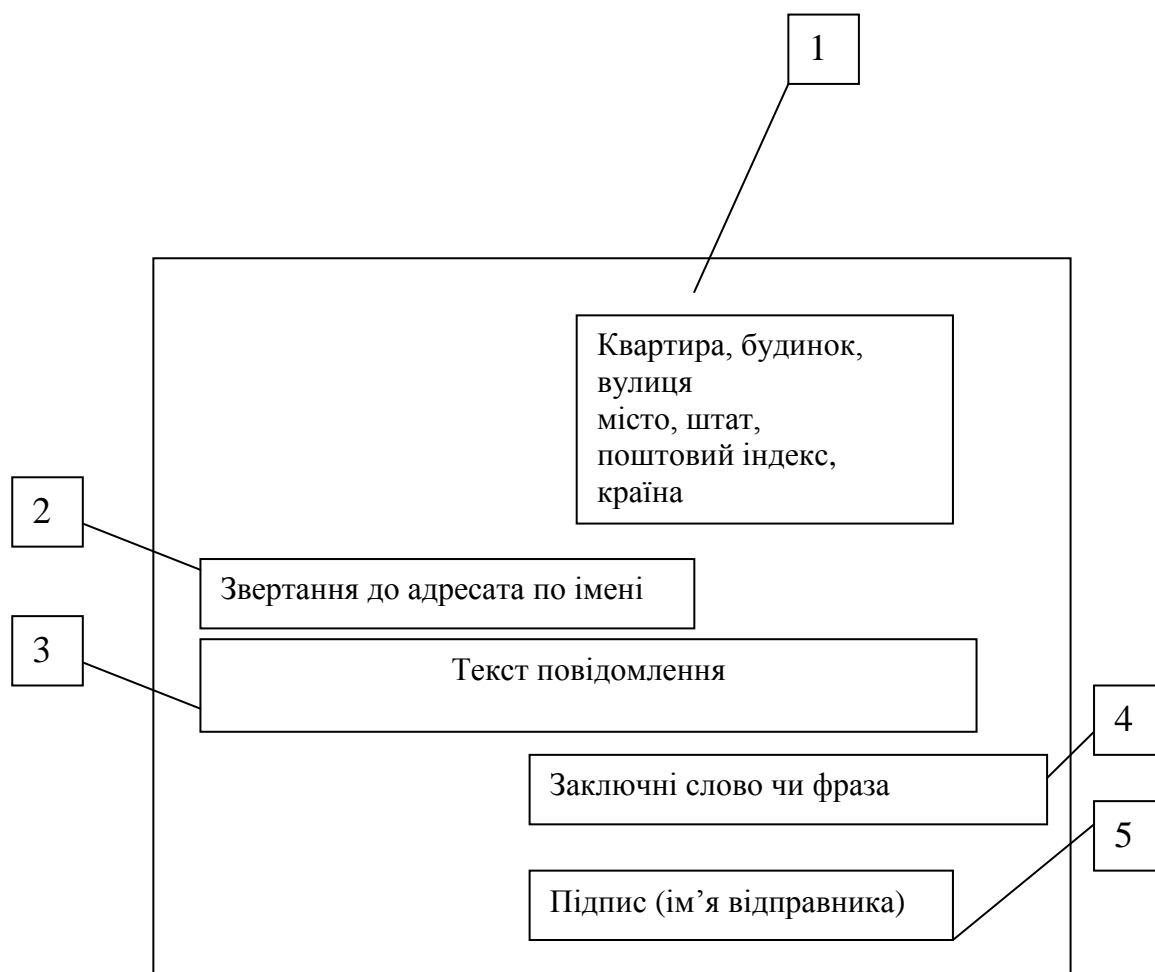 1
Квартира, будинок,
вулиця
місто, штат,
поштовий індекс,
країна
2
Звертання до адресата по імені
3
Текст повідомлення
4
Заключні слово чи фраза
5
Підпис (ім’я відправника)